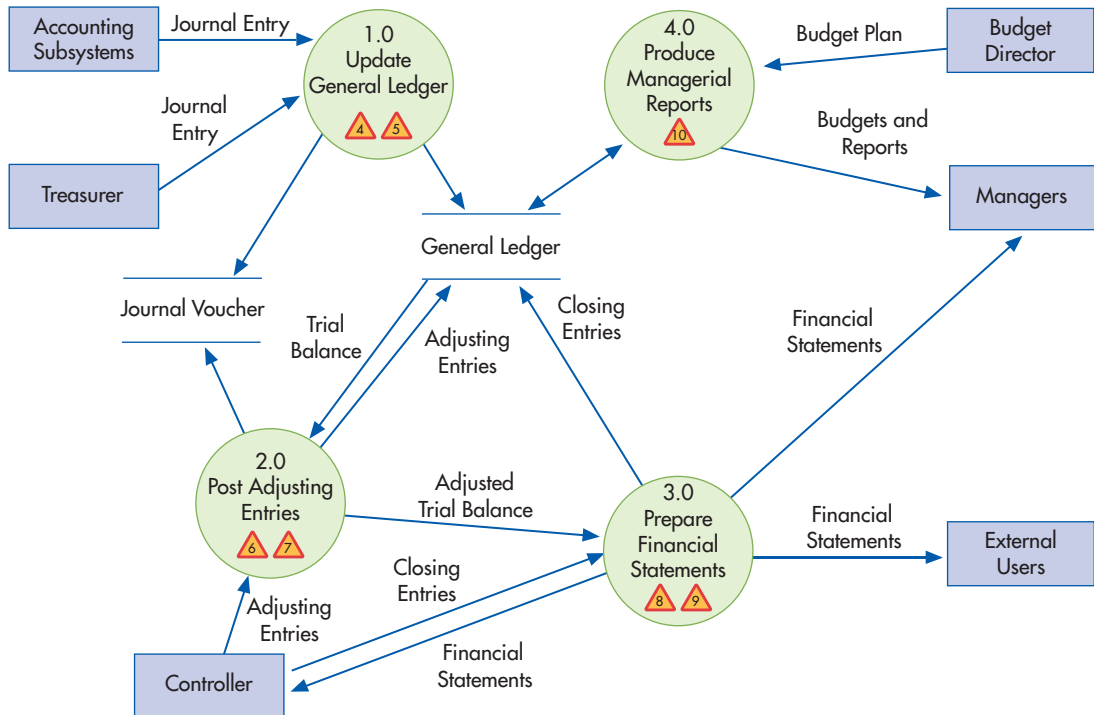 Accounting
Subsystems
Journal Entry
1.0
Update
General Ledger
4 5
4.0
Produce
Managerial
Reports
10
Budget Plan
Budget
Director
Journal
Entry
Treasurer
Budgets and
Reports
Managers
General Ledger
Journal Voucher
Trial
Balance
Adjusting
Entries
Closing
Entries
Financial
Statements
2.0
Post Adjusting
Entries
6 7
Adjusted
Trial Balance
3.0
Prepare
Financial
Statements
8 9
Financial
Statements
External
Users
Closing
Entries
Adjusting
Entries
Financial
Statements
Controller